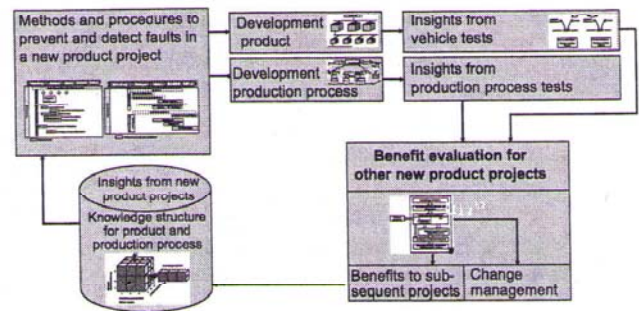 Methods and procedures to
prevent and detect faults in
a new product project
Development
product
Insights from
vehicle tests
Development
production process
Insights from
production process tests
Benefit evaluation for
other new product projects
Insights from new
product projects
Knowledge structure
for product and
production process
Benefits to sub-
sequent projects
Change
management